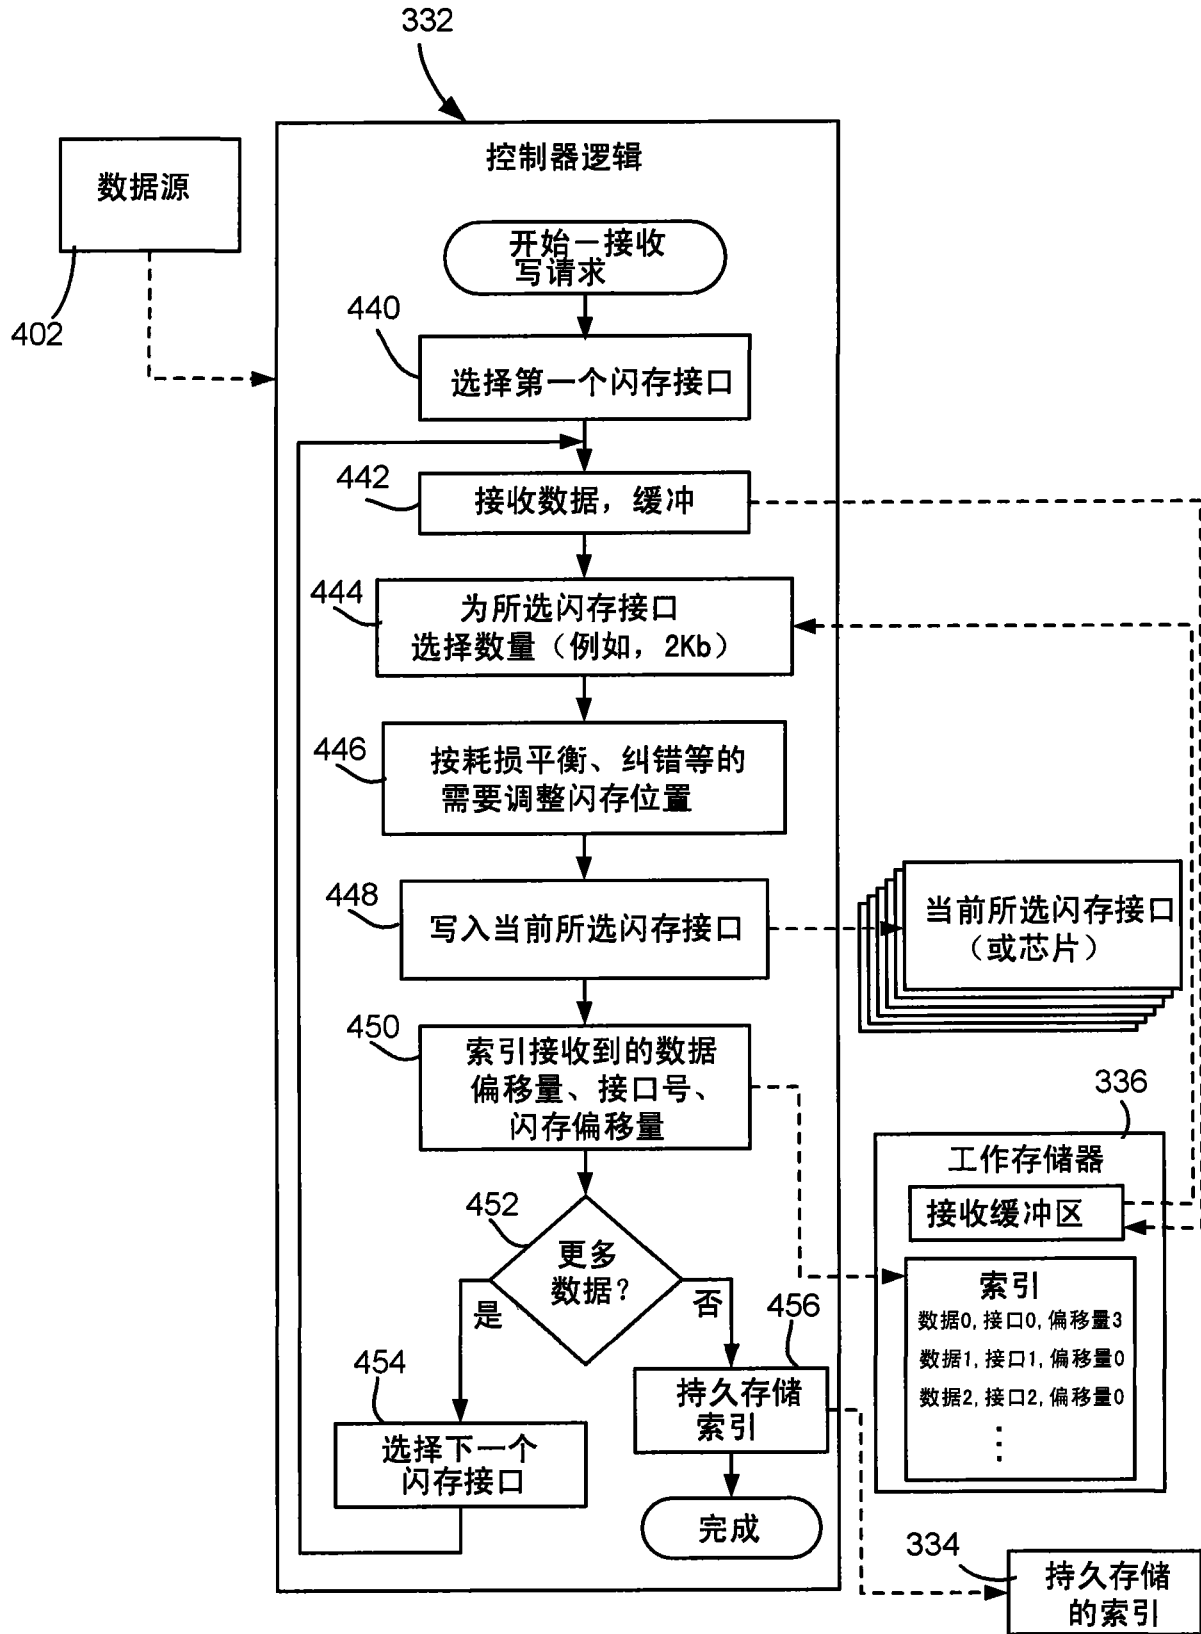 332
控制器逻辑
数据源
402
开始一接收
写请求
440
选择第一个闪存接口
442
接收数据，缓冲
444
为所选闪存接口
选择数量（例如，2Kb）
446
按耗损平衡、纠错等的
需要调整闪存位置
448
写入当前所选闪存接口
当前所选闪存接口
（或芯片）
450
索引接收到的数据
偏移量、接口号、
闪存偏移量
336
工作存储器
接收缓冲区
索引
数据0,接口0,偏移量3
数据1,接口1,偏移量0
数据2,接口2,偏移量0
⋮
452
更多
数据？
是
否
454
选择下一个
闪存接口
456
持久存储
索引
完成
334
持久存储
的索引